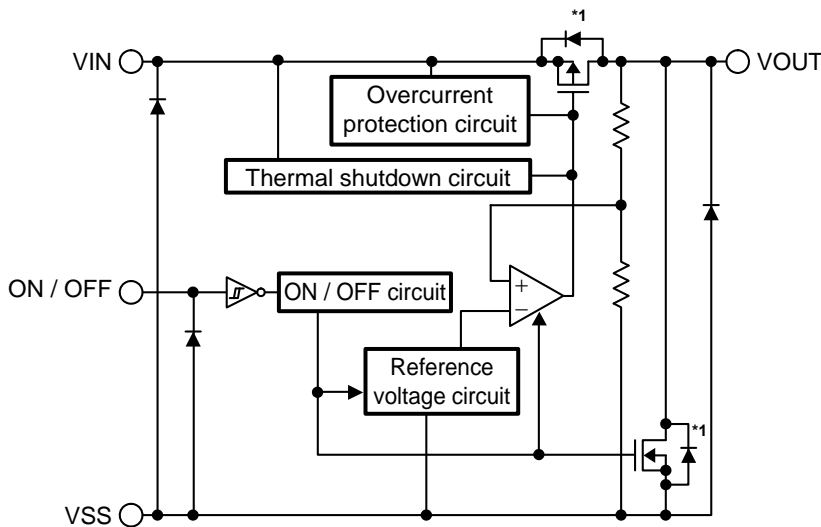 *1
VIN
VOUT
Overcurrent
protection circuit
Thermal shutdown circuit
ON / OFF
ON / OFF circuit
+
−
Reference
voltage circuit
*1
VSS